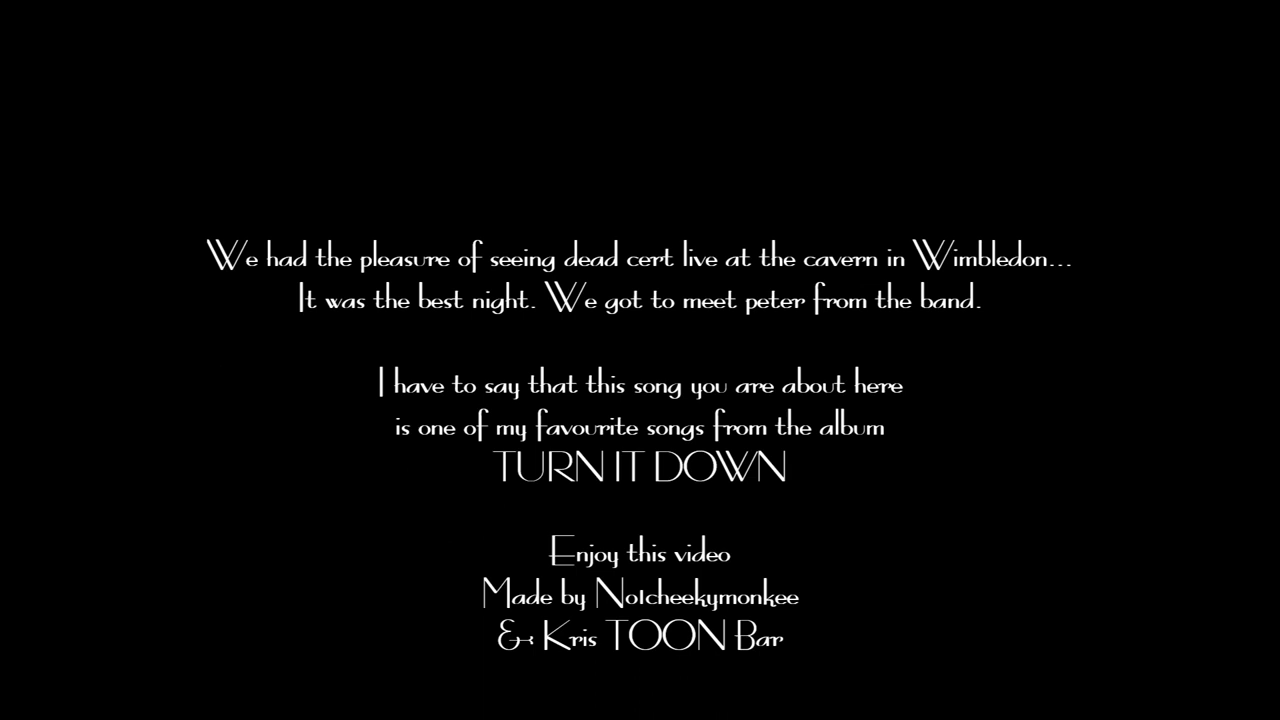 We had the pleasure of seeing dead cert live at the cavern in Wimbledon...
It was the best night. We got to meet peter from the band.
I have to say that this song you are about here
is one of my favourite songs from the album
TURN IT DOWN
Enjoy this video
Made by No1cheekymonkee
& Kris TOON Bar